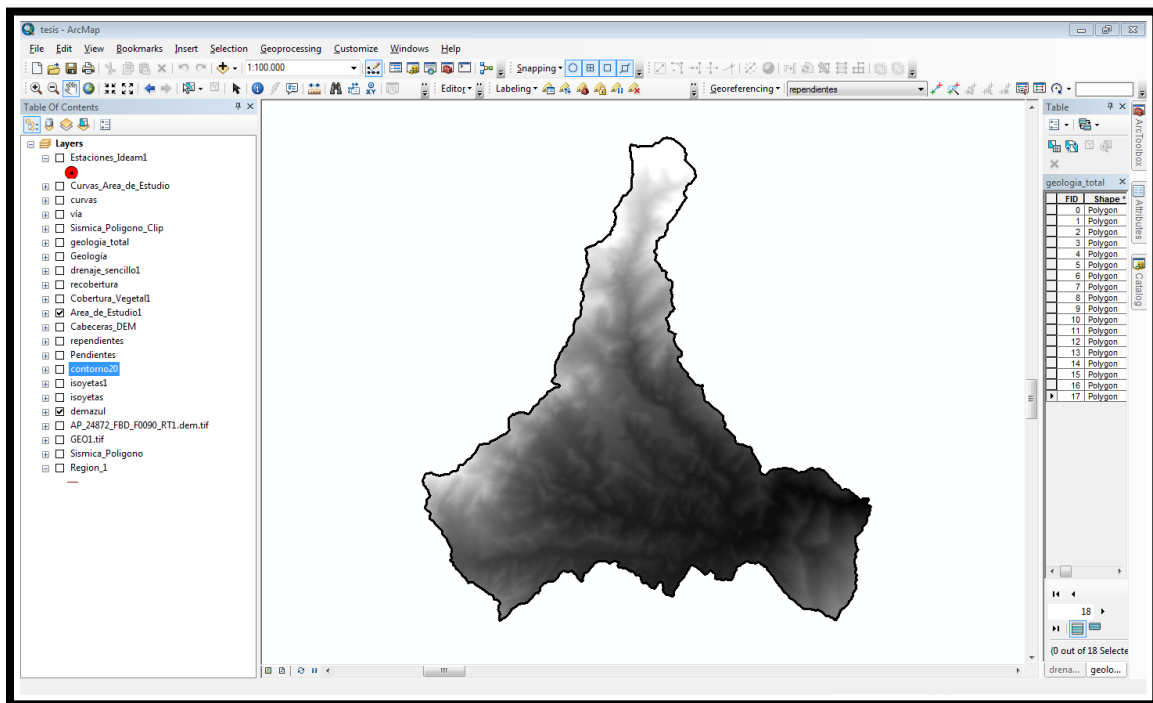 tesis - ArcMap
File Edit View Bookmarks Insert Selection Geoprocessing Customize Windows Help
1:100.000 Snapping
Editor Labeling Georeferencing rependientes
Table Of Contents
Layers
Estaciones_Ideam1
Curvas_Area_de_Estudio
curvas
vía
Sismica_Poligono_Clip
geologia_total
Geología
drenaje_sencillo1
recobertura
Cobertura_Vegetal1
Area_de_Estudio1
Cabeceras_DEM
rependientes
Pendientes
contorno20
isoyetas1
isoyetas
demazul
AP_24872_FBD_F0090_RT1.dem.tif
GEO1.tif
Sismica_Poligono
Region_1
Table
geologia_total
FID Shape *
0 Polygon
1 Polygon
2 Polygon
3 Polygon
4 Polygon
5 Polygon
6 Polygon
7 Polygon
8 Polygon
9 Polygon
10 Polygon
11 Polygon
12 Polygon
13 Polygon
14 Polygon
15 Polygon
16 Polygon
17 Polygon
18
(0 out of 18 Selecte
drena... geolo...
ArcToolbox
Attributes
Catalog